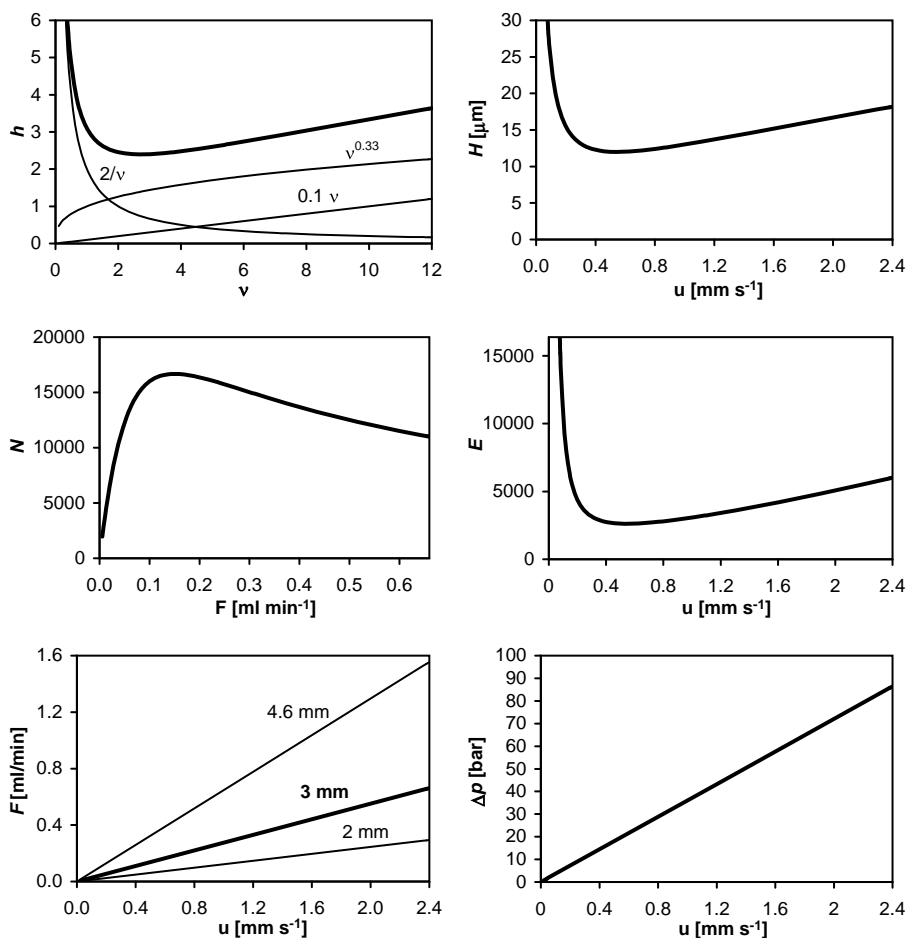 6
5
4
3
2
1
0
h
2/ν
ν0.33
0.1 ν
0 2 4 6 8 10 12
ν
30
25
20
15
10
5
0
H [μm]
0.0 0.4 0.8 1.2 1.6 2.0 2.4
u [mm s-1]
20000
15000
10000
5000
0
N
0.0 0.1 0.2 0.3 0.4 0.5 0.6
F [ml min-1]
15000
10000
5000
0
E
0.0 0.4 0.8 1.2 1.6 2.0 2.4
u [mm s-1]
1.6
1.2
0.8
0.4
0.0
F [ml/min]
4.6 mm
3 mm
2 mm
0.0 0.4 0.8 1.2 1.6 2.0 2.4
u [mm s-1]
100
90
80
70
60
50
40
30
20
10
0
Δp [bar]
0 0.4 0.8 1.2 1.6 2.0 2.4
u [mm s-1]